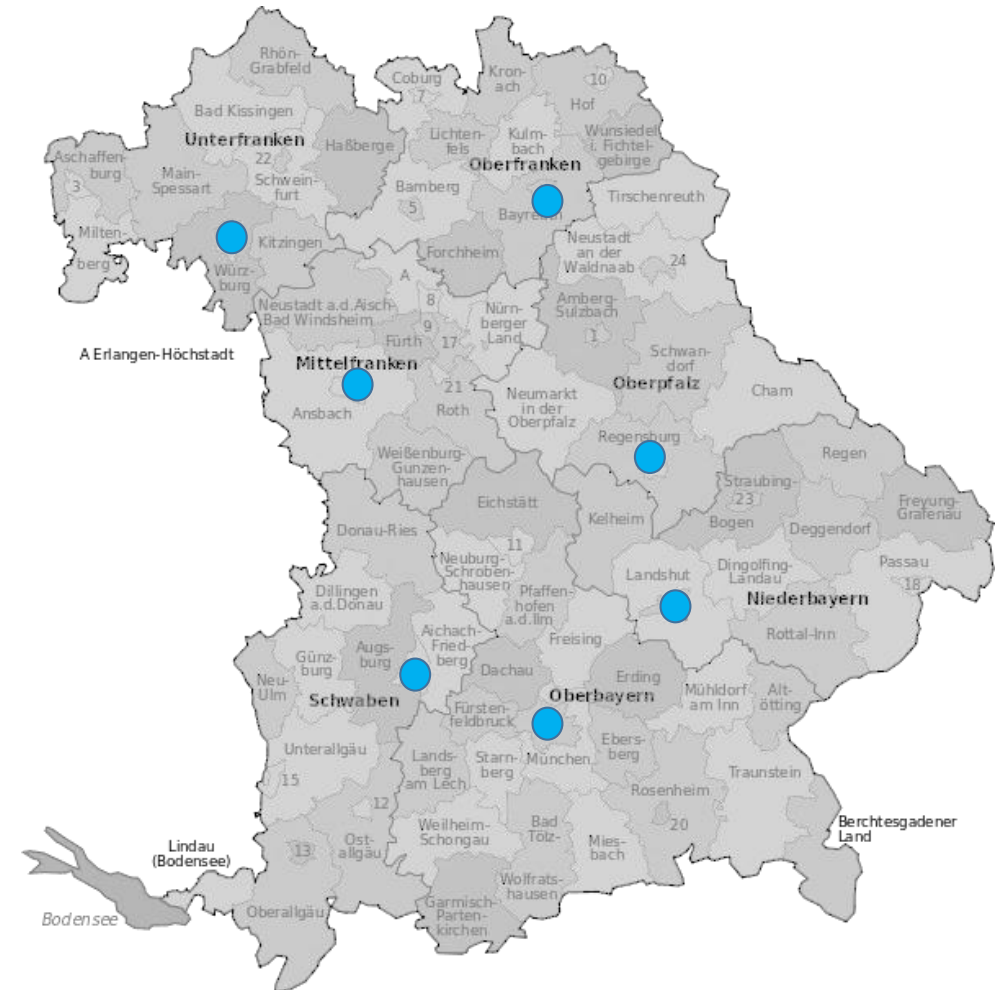 Rhön-
Grabfeld
Coburg
7
Kron-
ach
10
Hof
Bad Kissingen
Unterfranken
22
Haßberge
Lichten-
fels
Kulm-
bach
Wunsiedel
i. Fichtel-
gebirge
Oberfranken
Aschaffen-
burg
3
Main-
Spessart
Schwein-
furt
Bamberg
5
Bayreuth
Tirschenreuth
Milten-
berg
Kitzingen
Würz-
burg
Forchheim
Neustadt
an der
Waldnaab
24
A
8
Neustadt a.d.Aisch-
Bad Windsheim
9
Fürth
17
Nürn-
berger
Land
Amberg-
Sulzbach
1
A Erlangen-Höchstadt
Mittelfranken
Ansbach
21
Roth
Neumarkt
in der
Oberpfalz
Schwan-
dorf
Oberpfalz
Cham
Weißenburg-
Gunzen-
hausen
Regensburg
Regen
Eichstätt
Kelheim
Straubing-
23
Bogen
Deggendorf
Freyung-
Grafenau
Donau-Ries
11
Neuburg-
Schroben-
hausen
Pfaffen-
hofen
a.d.Ilm
Landshut
Dingolfing-
Landau
Passau
18
Niederbayern
Dillingen
a.d.Donau
Aichach-
Fried-
berg
Freising
Rottal-Inn
Günz-
burg
Augs-
burg
Neu-
Ulm
Schwaben
Dachau
Erding
Oberbayern
Mühldorf
am Inn
Alt-
ötting
Fürsten-
feldbruck
Unterallgäu
15
Lands-
berg
am Lech
Starn-
berg
München
Ebers-
berg
Traunstein
Rosenheim
20
12
13
Ost-
allgäu
Weilheim-
Schongau
Bad
Tölz-
Wolfrats-
hausen
Mies-
bach
Berchtesgadener
Land
Lindau
(Bodensee)
Bodensee
Oberallgäu
Garmisch-
Parten-
kirchen